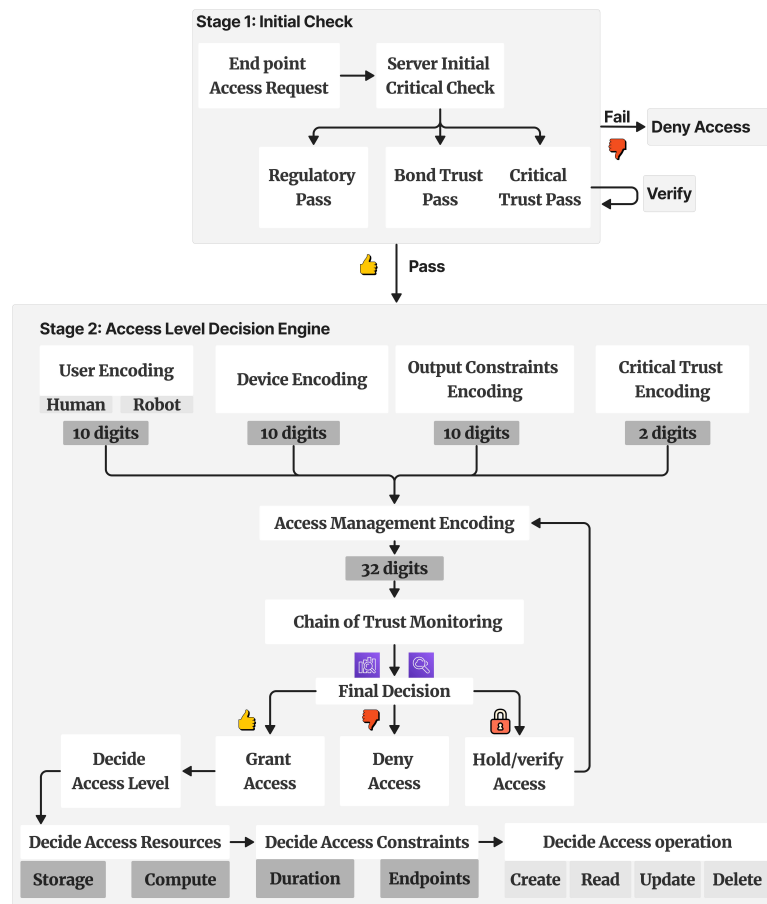 Stage 1: Initial Check
End point
Access Request
Server Initial
Critical Check
Fail
Deny Access
Regulatory
Pass
Bond Trust
Pass
Critical
Trust Pass
Verify
Pass
Stage 2: Access Level Decision Engine
User Encoding
Human
Robot
10 digits
Device Encoding
10 digits
Output Constraints
Encoding
10 digits
Critical Trust
Encoding
2 digits
Access Management Encoding
32 digits
Chain of Trust Monitoring
Final Decision
Decide
Access Level
Grant
Access
Deny
Access
Hold/verify
Access
Decide Access Resources
Storage
Compute
Decide Access Constraints
Duration
Endpoints
Decide Access operation
Create
Read
Update
Delete